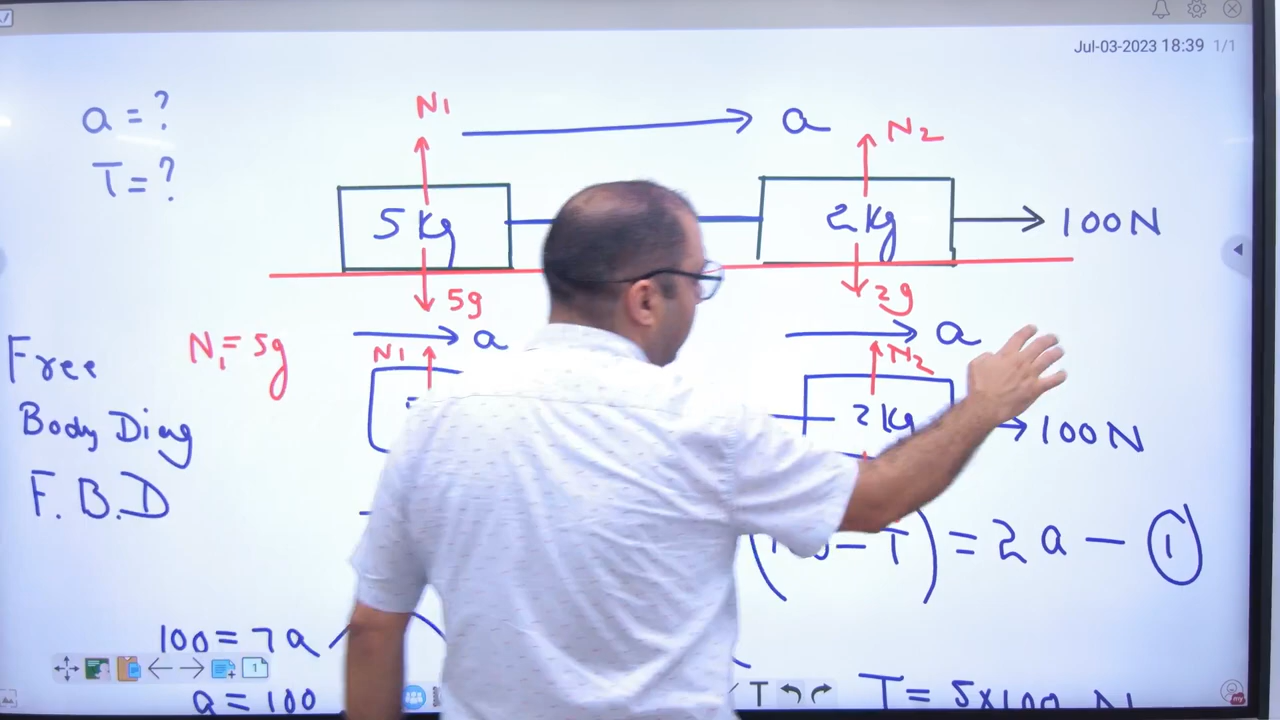 Jul-03-2023 18:39 1/1
a = ?
T = ?
N1
a
N2
5 Kg
2 Kg
100 N
5g
2g
N1 = 5g
a
a
N1
N2
Free
Body Diag
F. B. D
2 Kg
100 N
- T) = 2a - 1
100 = 7a
a = 100
T = 5x100 N
1
T